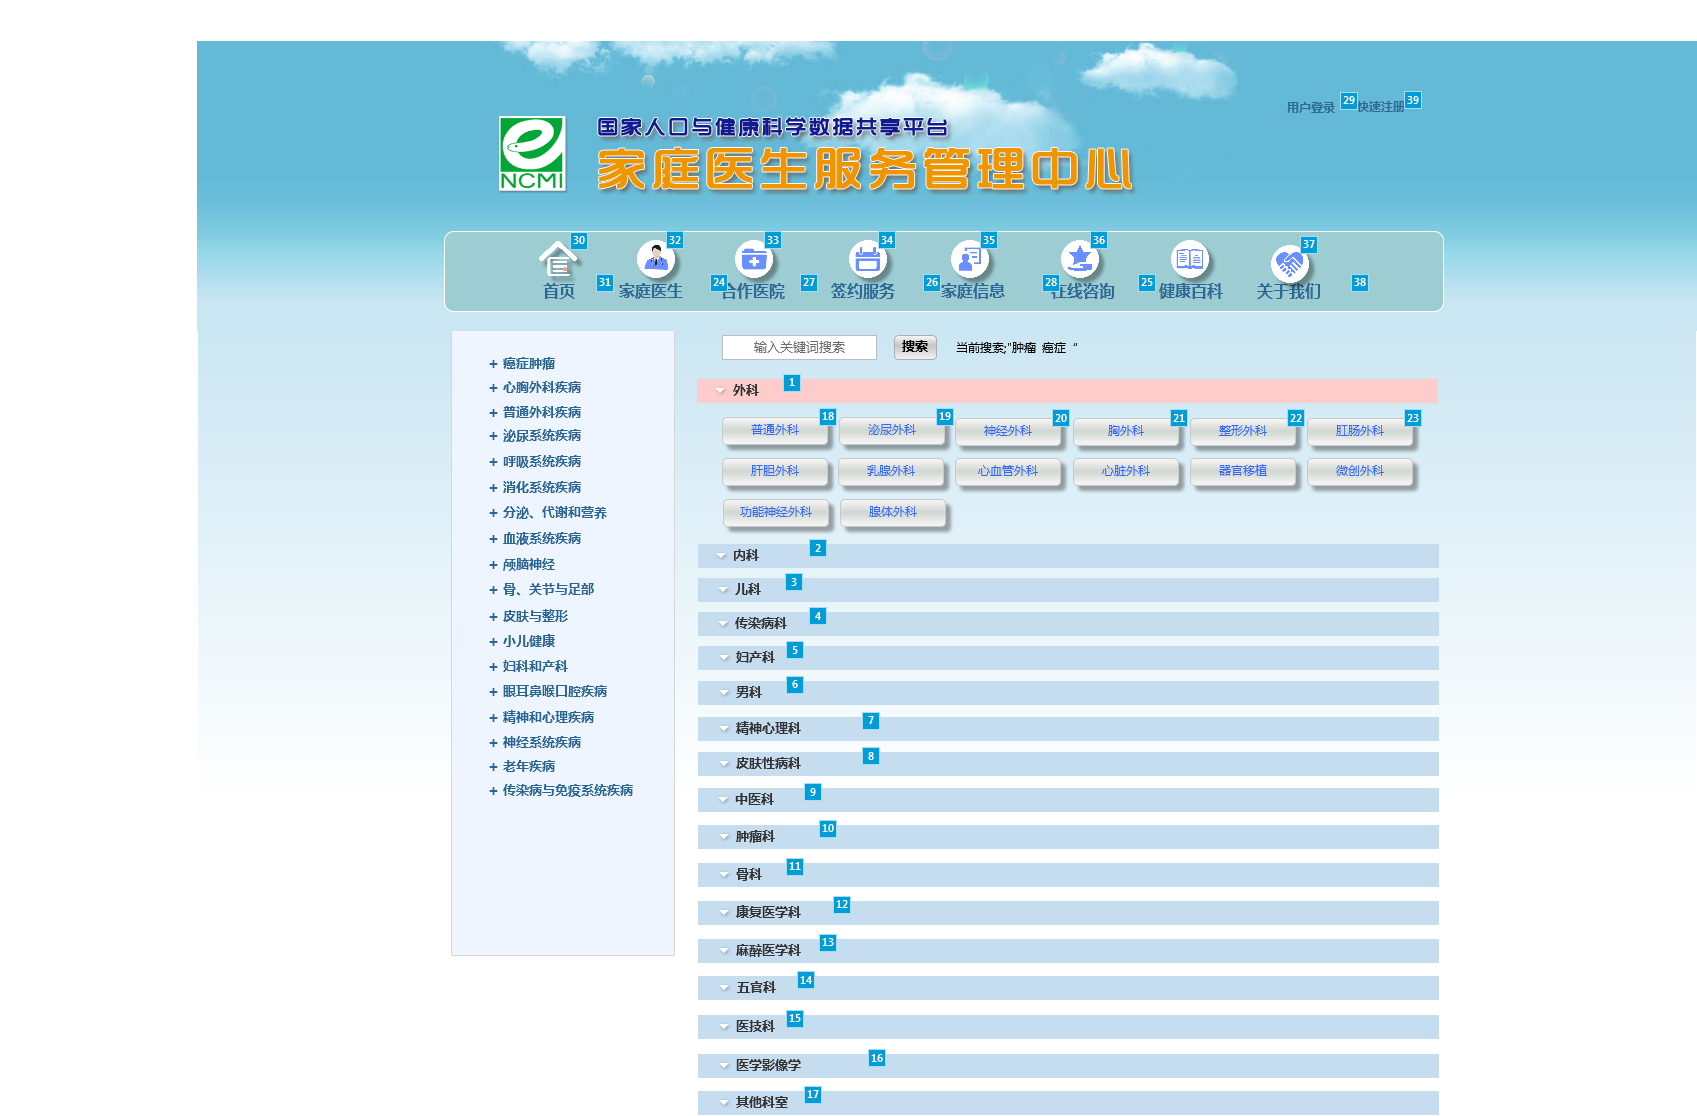 用户登录 29 快速注册 39
国家人口与健康科学数据共享平台
家庭医生服务管理中心
NCMI
30 32 33 34 35 36 37
首页 31 家庭医生 24 合作医院 27 签约服务 26 家庭信息 28 在线咨询 25 健康百科 关于我们 38
+ 癌症肿瘤
+ 心胸外科疾病
+ 普通外科疾病
+ 泌尿系统疾病
+ 呼吸系统疾病
+ 消化系统疾病
+ 分泌、代谢和营养
+ 血液系统疾病
+ 颅脑神经
+ 骨、关节与足部
+ 皮肤与整形
+ 小儿健康
+ 妇科和产科
+ 眼耳鼻喉口腔疾病
+ 精神和心理疾病
+ 神经系统疾病
+ 老年疾病
+ 传染病与免疫系统疾病
输入关键词搜索 搜索 当前搜索;"肿瘤 癌症 "
外科 1
普通外科 18 泌尿外科 19 神经外科 20 胸外科 21 整形外科 22 肛肠外科 23
肝胆外科 乳腺外科 心血管外科 心脏外科 器官移植 微创外科
功能神经外科 腺体外科
内科 2
儿科 3
传染病科 4
妇产科 5
男科 6
精神心理科 7
皮肤性病科 8
中医科 9
肿瘤科 10
骨科 11
康复医学科 12
麻醉医学科 13
五官科 14
医技科 15
医学影像学 16
其他科室 17